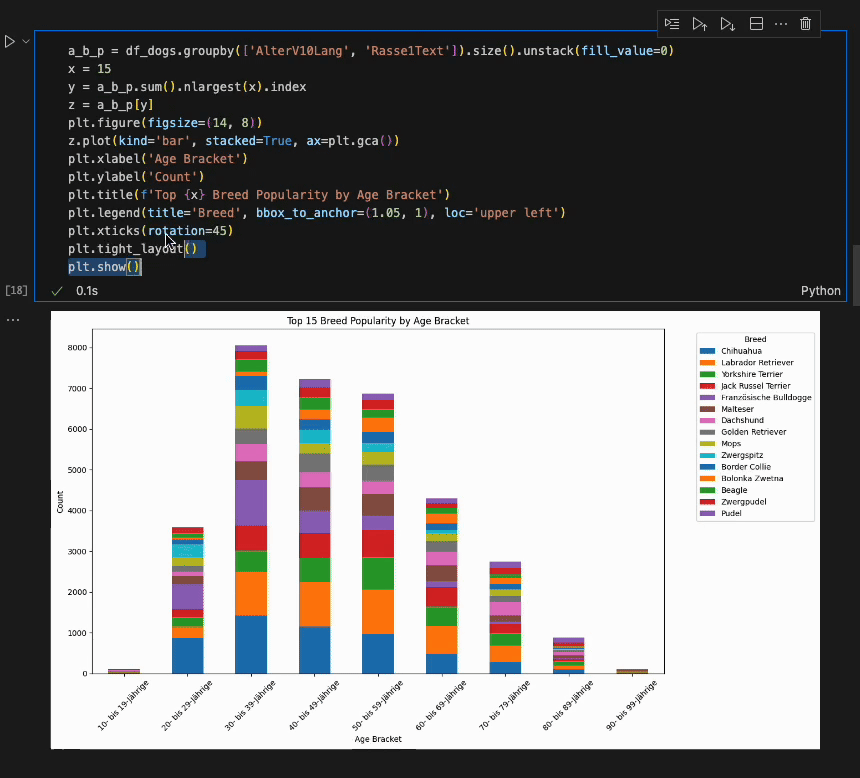 a_b_p = df_dogs.groupby(['AlterV10Lang', 'Rasse1Text']).size().unstack(fill_value=0)
x = 15
y = a_b_p.sum().nlargest(x).index
z = a_b_p[y]
plt.figure(figsize=(14, 8))
z.plot(kind='bar', stacked=True, ax=plt.gca())
plt.xlabel('Age Bracket')
plt.ylabel('Count')
plt.title(f'Top {x} Breed Popularity by Age Bracket')
plt.legend(title='Breed', bbox_to_anchor=(1.05, 1), loc='upper left')
plt.xticks(rotation=45)
plt.tight_layout()
plt.show()
[18]
0.1s
Python
Top 15 Breed Popularity by Age Bracket
8000
7000
6000
5000
4000
3000
2000
1000
0
Count
10- bis 19-Jährige
20- bis 29-Jährige
30- bis 39-Jährige
40- bis 49-Jährige
50- bis 59-Jährige
60- bis 69-Jährige
70- bis 79-Jährige
80- bis 89-Jährige
90- bis 99-Jährige
Age Bracket
Breed
Chihuahua
Labrador Retriever
Yorkshire Terrier
Jack Russel Terrier
Französische Bulldogge
Malteser
Dachshund
Golden Retriever
Mops
Zwergspitz
Border Collie
Bolonka Zwetna
Beagle
Zwergpudel
Pudel